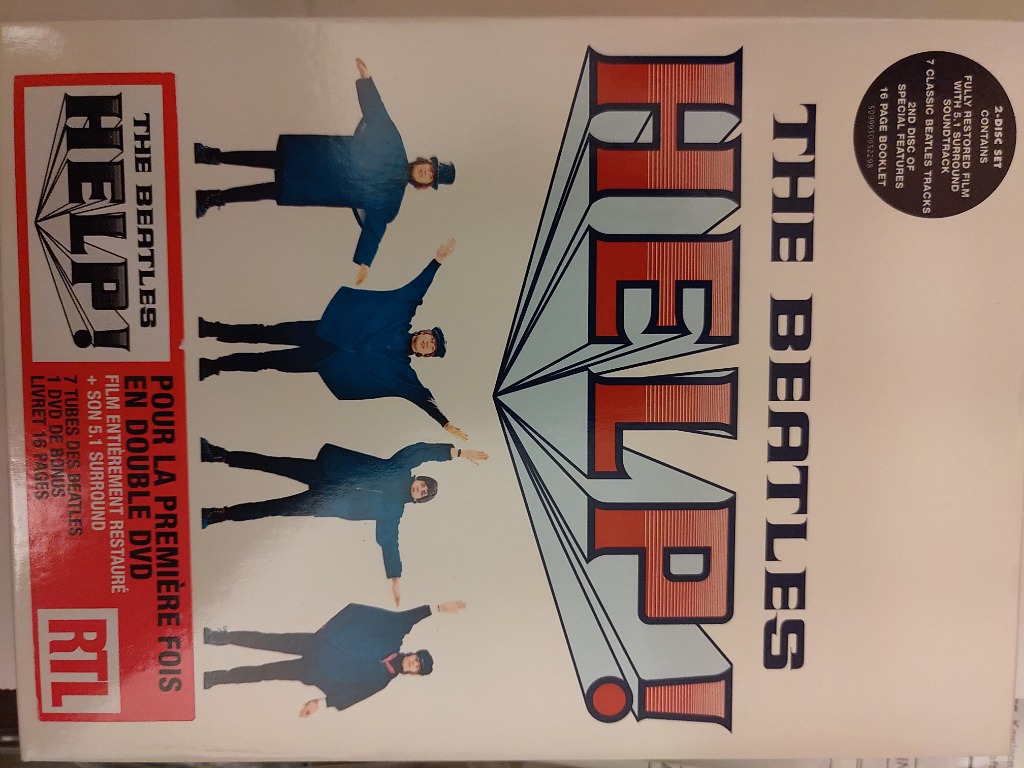 2-DISC SET
CONTAINS
FULLY RESTORED FILM
WITH 5.1 SURROUND
SOUNDTRACK
7 CLASSIC BEATLES TRACKS
2ND DISC OF
SPECIAL FEATURES
16 PAGE BOOKLET
5099950852298
THE BEATLES
HELP!
THE BEATLES
HELP!
POUR LA PREMIÈRE FOIS
EN DOUBLE DVD
FILM ENTIÈREMENT RESTAURÉ
+ SON 5.1 SURROUND
7 TUBES DES BEATLES
1 DVD DE BONUS
LIVRET 16 PAGES
RTL